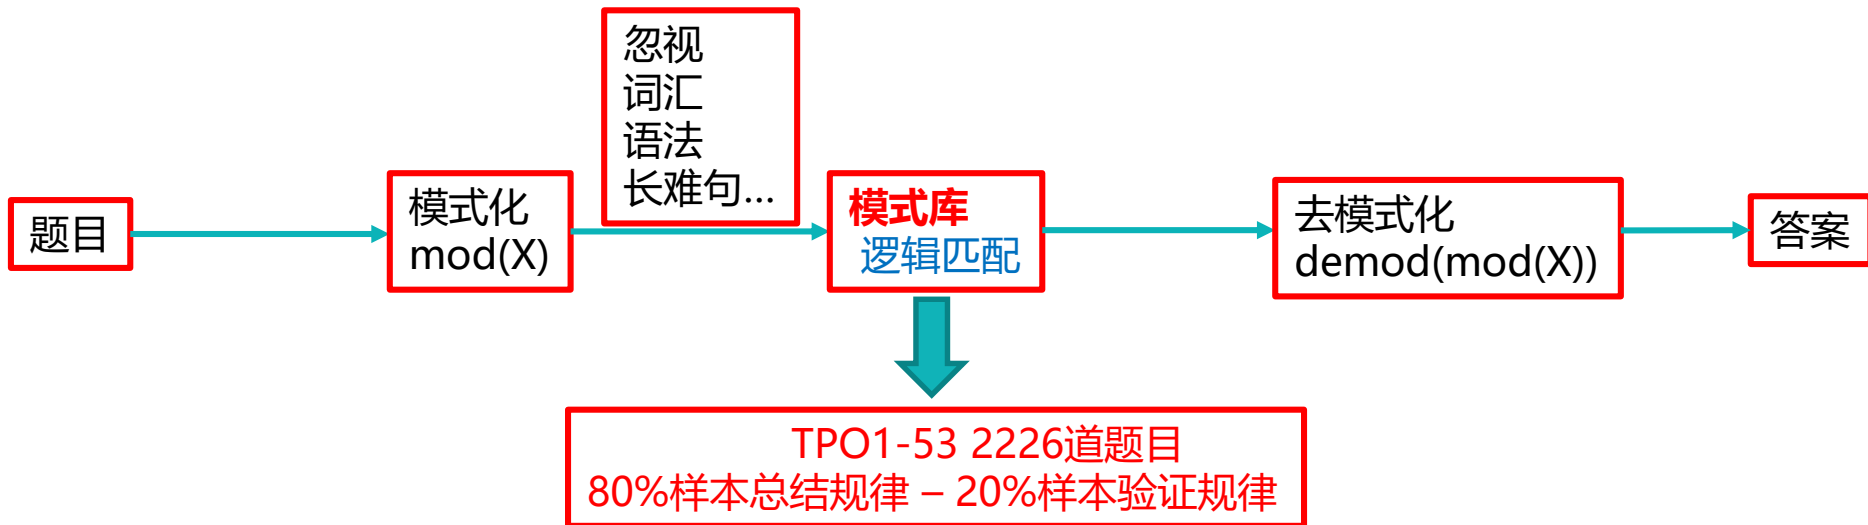 题目
模式化
mod(X)
忽视
词汇
语法
长难句...
模式库
逻辑匹配
去模式化
demod(mod(X))
答案
TPO1-53 2226道题目
80%样本总结规律 – 20%样本验证规律